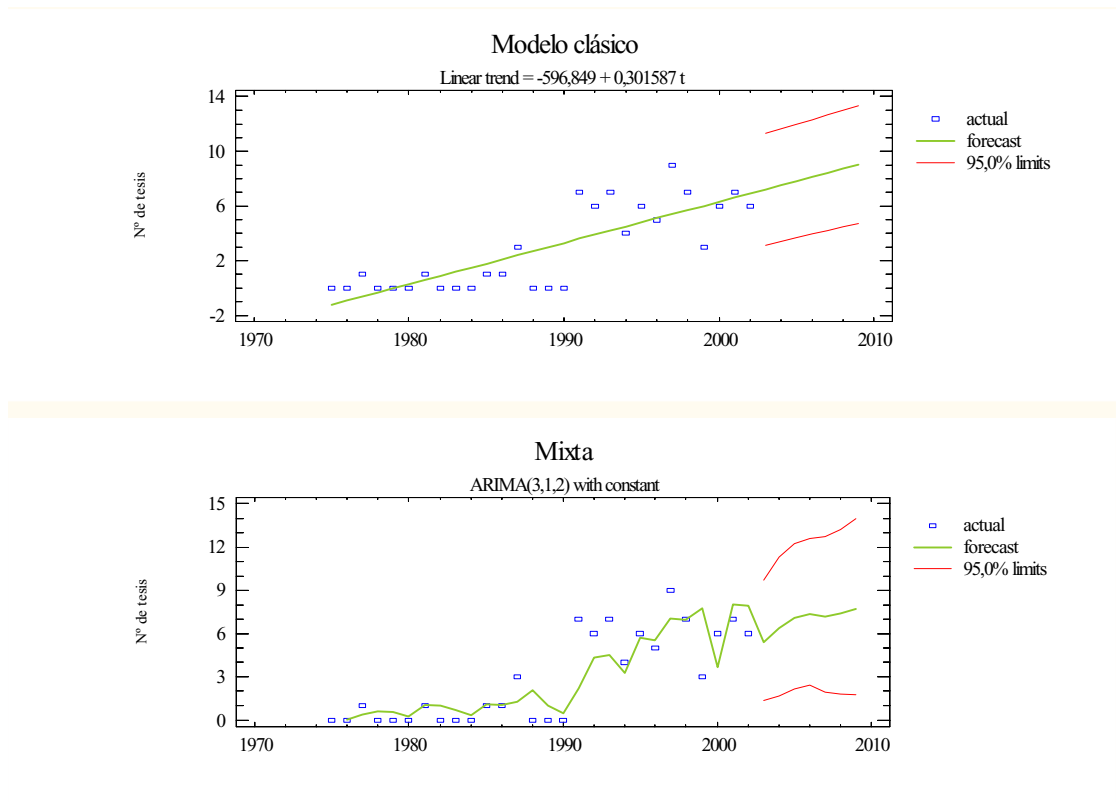 Modelo clásico
Linear trend = -596,849 + 0,301587 t
14
10
6
2
-2
Nº de tesis
1970
1980
1990
2000
2010
actual
forecast
95,0% limits
Mixta
ARIMA(3,1,2) with constant
15
12
9
6
3
0
Nº de tesis
1970
1980
1990
2000
2010
actual
forecast
95,0% limits